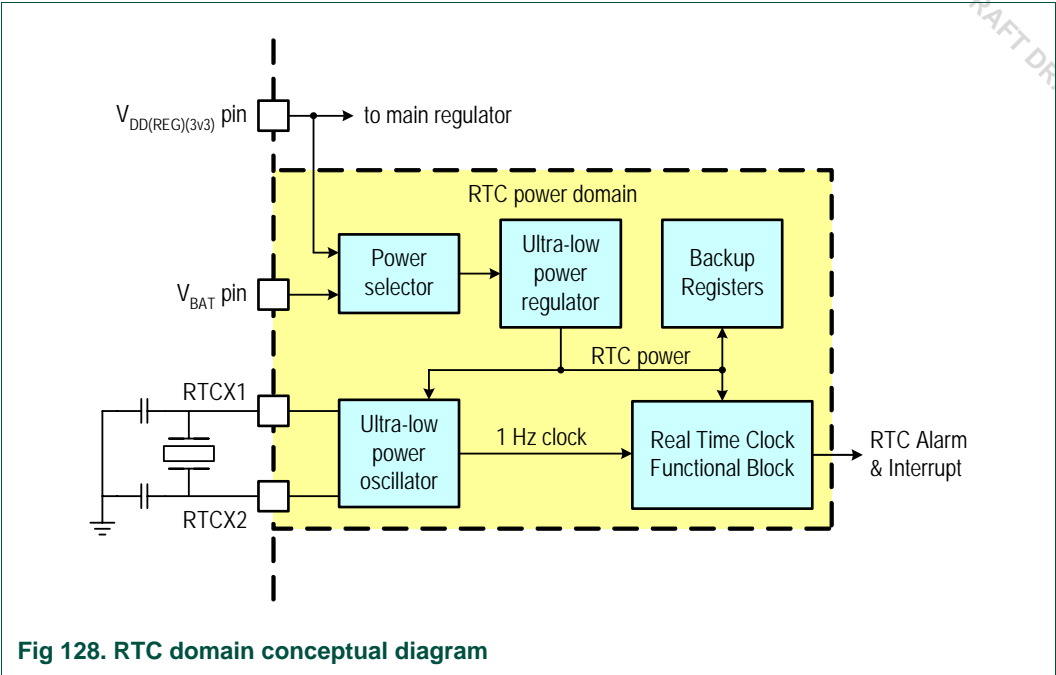 RAFT DRA
V_DD(REG)(3v3) pin
to main regulator
RTC power domain
Power
selector
Ultra-low
power
regulator
Backup
Registers
V_BAT pin
RTC power
RTCX1
Ultra-low
power
oscillator
1 Hz clock
Real Time Clock
Functional Block
RTC Alarm
& Interrupt
RTCX2
Fig 128. RTC domain conceptual diagram